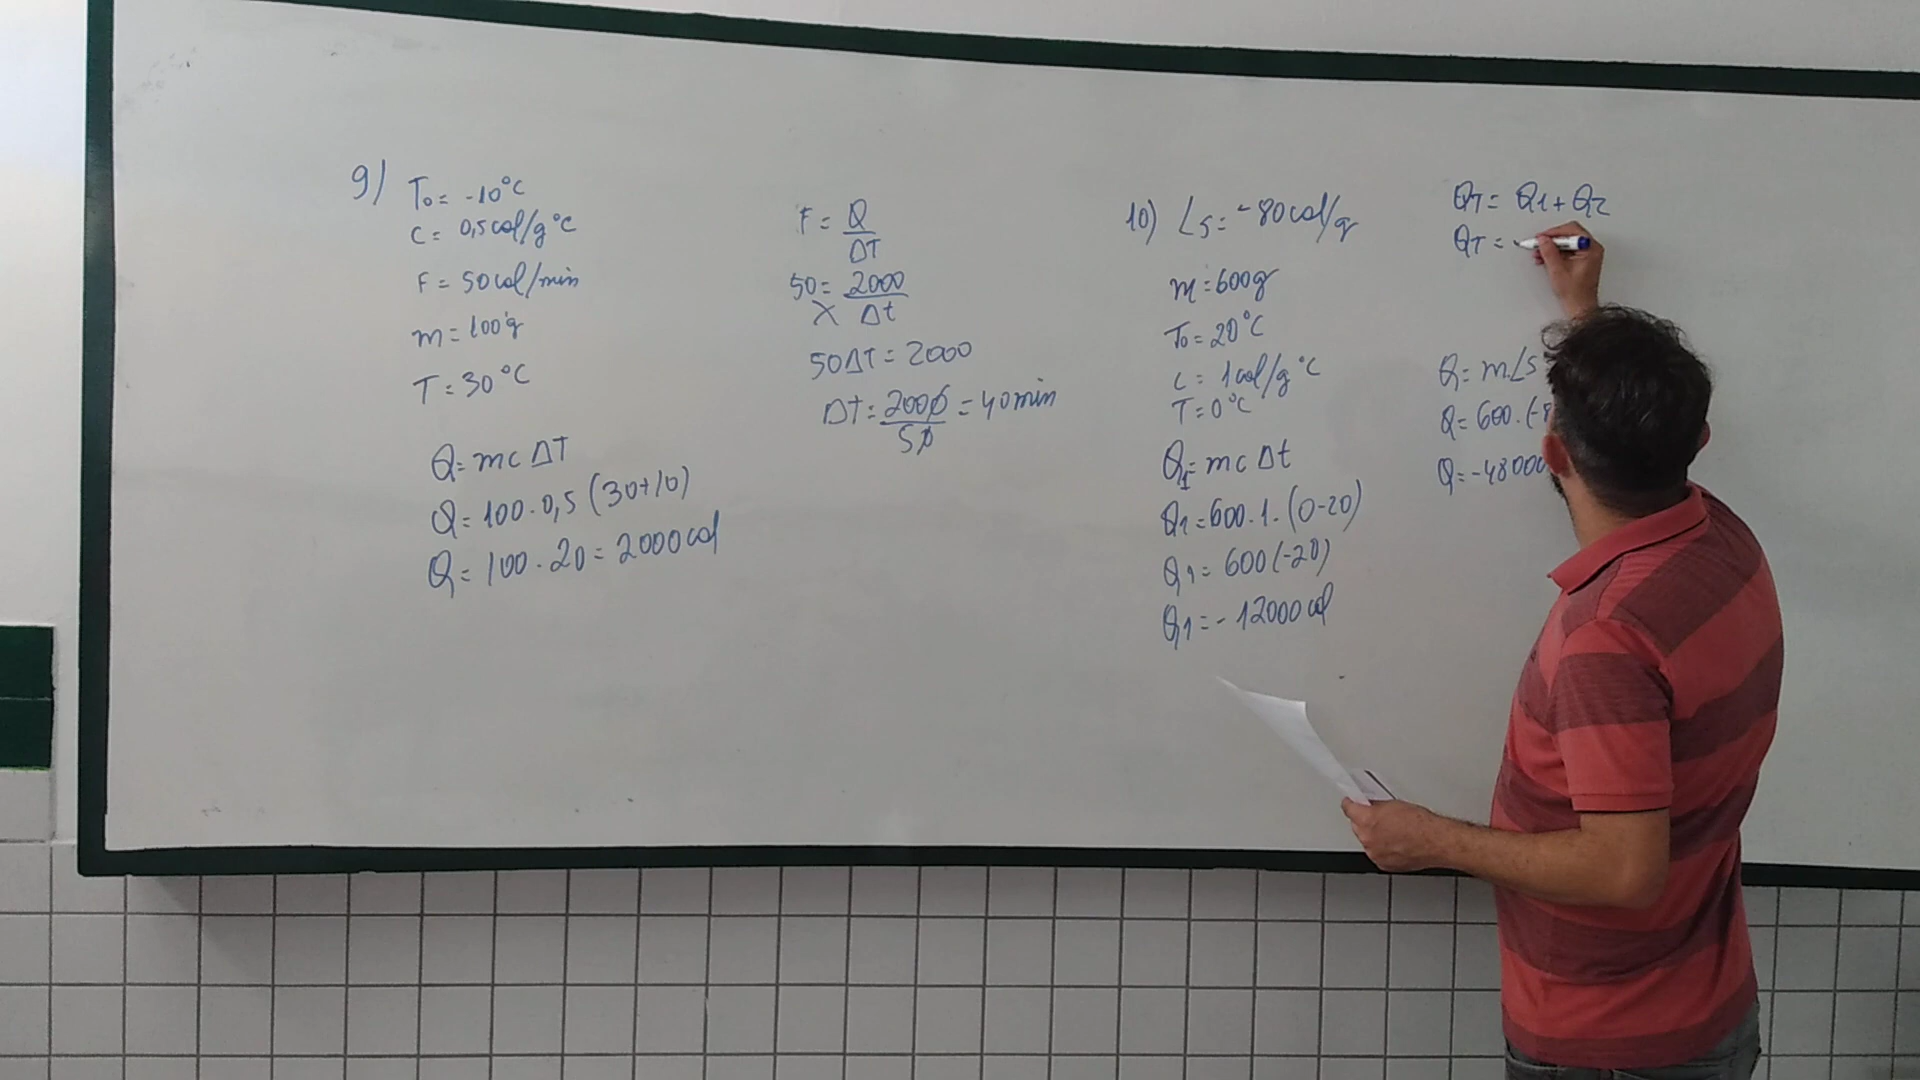 9)
T₀ = -10°C
C = 0,5 cal/g°C
F = 50 cal/min
m = 100g
T = 30°C
Q = mcΔT
Q = 100 . 0,5 (30+10)
Q = 100 . 20 = 2000 cal
F = Q/ΔT
50 = 2000/Δt
X
50ΔT = 2000
ΔT = 2000/50 = 40min
10) Ls = -80 cal/g
m = 600g
T₀ = 20°C
C = 1 cal/g°C
T = 0°C
Q1 = mcΔt
Q1 = 600 . 1 . (0-20)
Q1 = 600 (-20)
Q1 = - 12000 cal
QT = Q1 + Q2
QT = -
Q = m.Ls
Q = 600 . (-8
Q = -48000